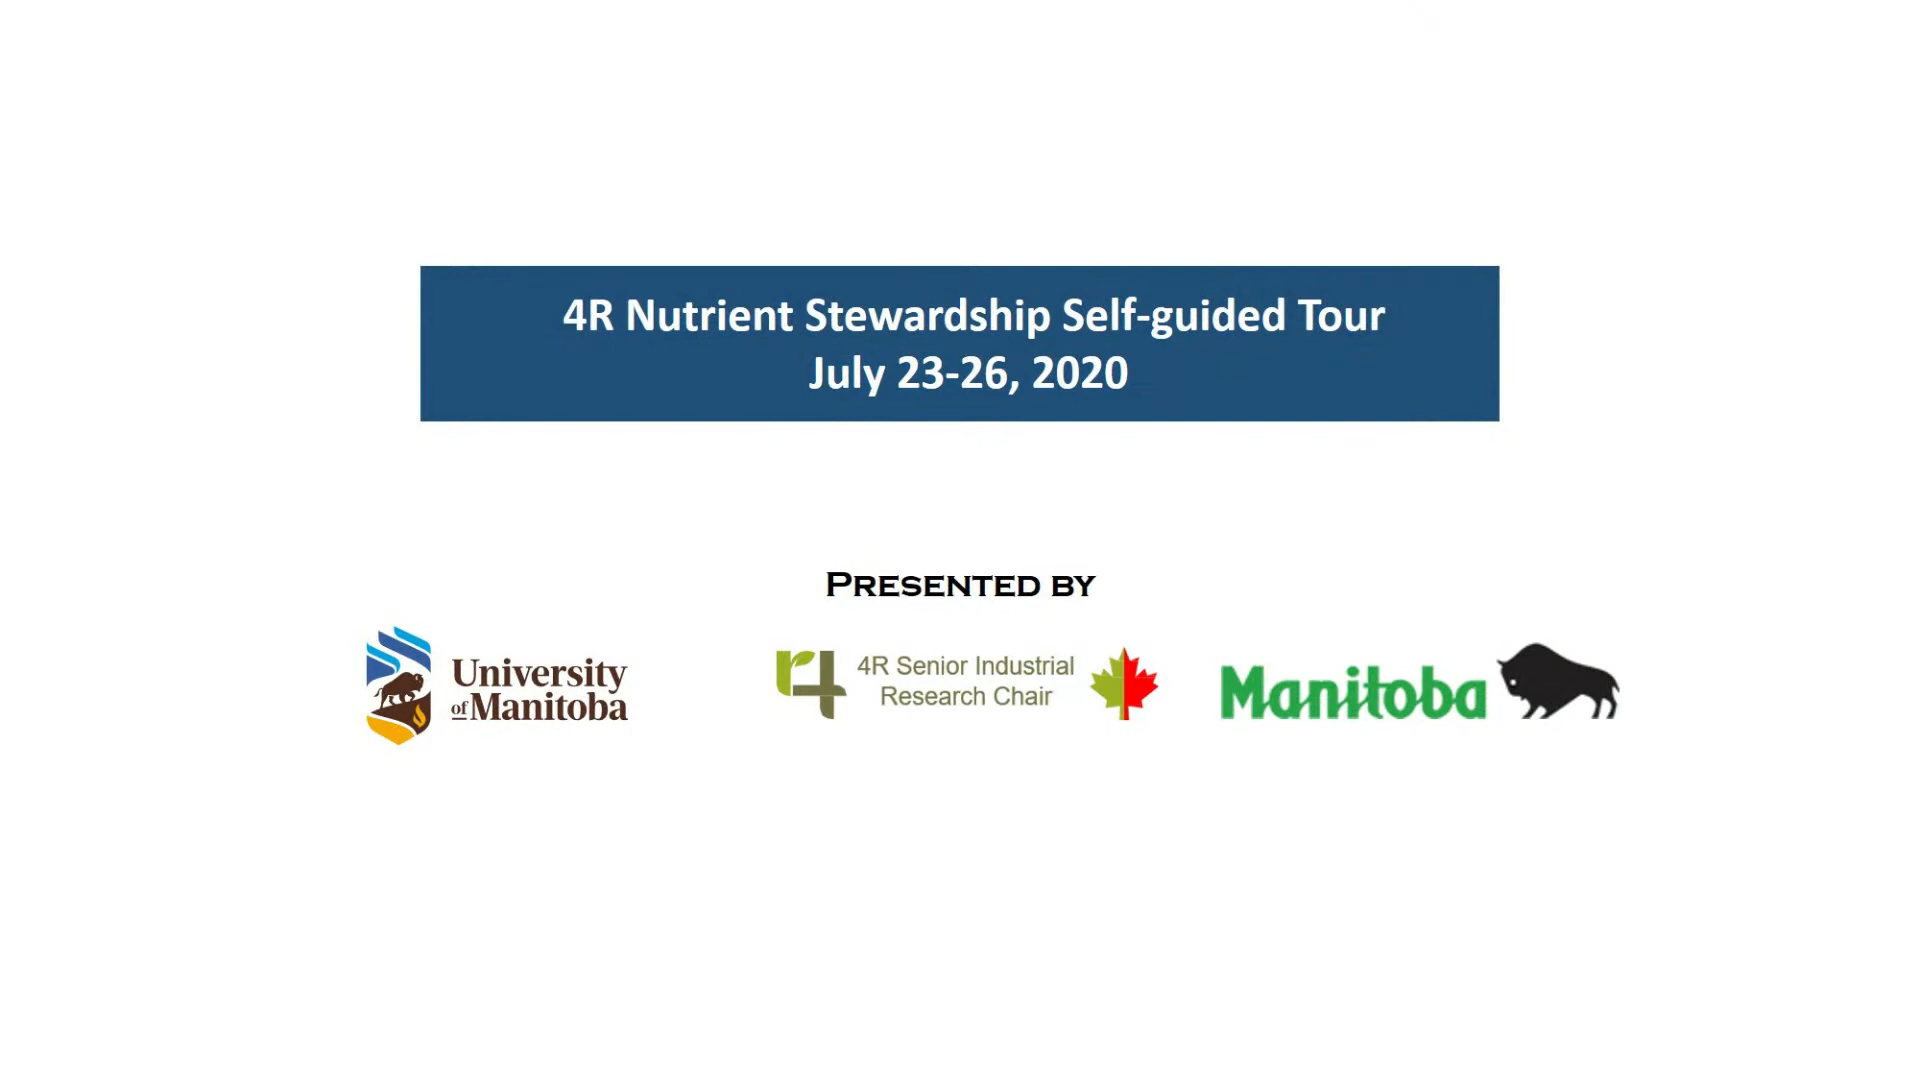 4R Nutrient Stewardship Self-guided Tour
July 23-26, 2020
PRESENTED BY
University
of Manitoba
r4
4R Senior Industrial
Research Chair
Manitoba